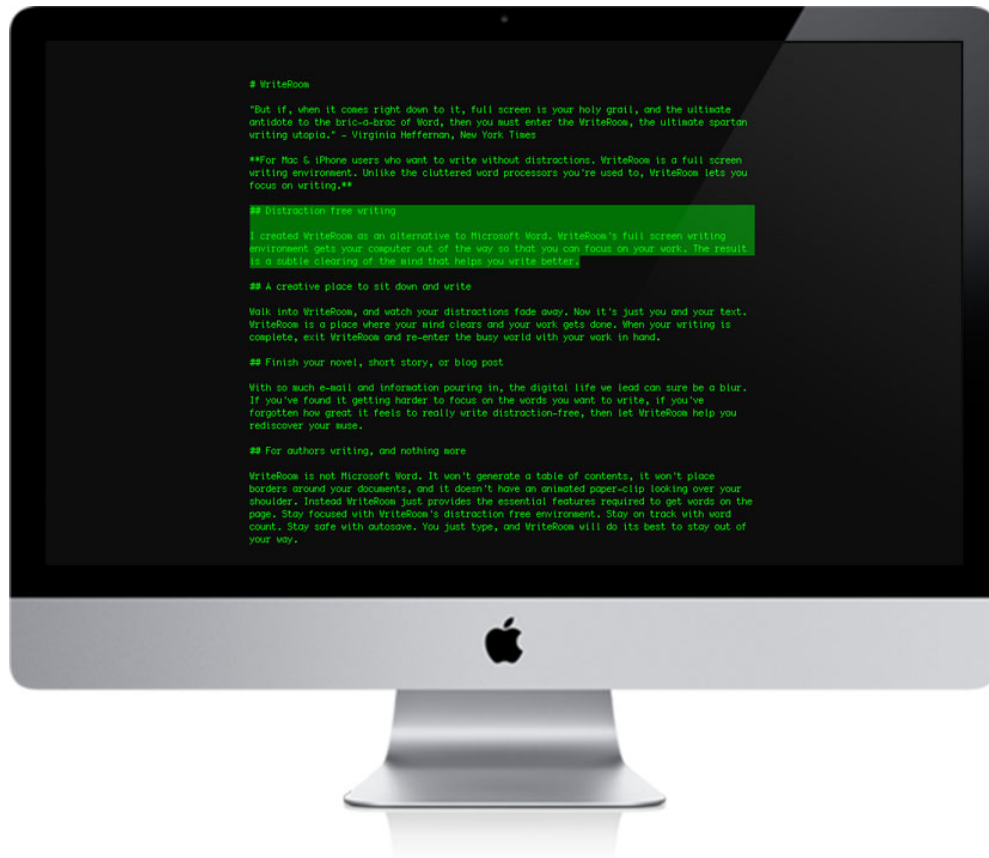 # WriteRoom
"But if, when it comes right down to it, full screen is your holy grail, and the ultimate
antidote to the bric-a-brac of Word, then you must enter the WriteRoom, the ultimate spartan
writing utopia." – Virginia Heffernan, New York Times
**For Mac & iPhone users who want to write without distractions. WriteRoom is a full screen
writing environment. Unlike the cluttered word processors you're used to, WriteRoom lets you
focus on writing.**
## Distraction free writing
I created WriteRoom as an alternative to Microsoft Word. WriteRoom's full screen writing
environment gets your computer out of the way so that you can focus on your work. The result
is a subtle clearing of the mind that helps you write better.
## A creative place to sit down and write
Walk into WriteRoom, and watch your distractions fade away. Now it's just you and your text.
WriteRoom is a place where your mind clears and your work gets done. When your writing is
complete, exit WriteRoom and re-enter the busy world with your work in hand.
## Finish your novel, short story, or blog post
With so much e-mail and information pouring in, the digital life we lead can sure be a blur.
If you've found it getting harder to focus on the words you want to write, if you've
forgotten how great it feels to really write distraction-free, then let WriteRoom help you
rediscover your muse.
## For authors writing, and nothing more
WriteRoom is not Microsoft Word. It won't generate a table of contents, it won't place
borders around your documents, and it doesn't have an animated paper-clip looking over your
shoulder. Instead WriteRoom just provides the essential features required to get words on the
page. Stay focused with WriteRoom's distraction free environment. Stay on track with word
count. Stay safe with autosave. You just type, and WriteRoom will do its best to stay out of
your way.